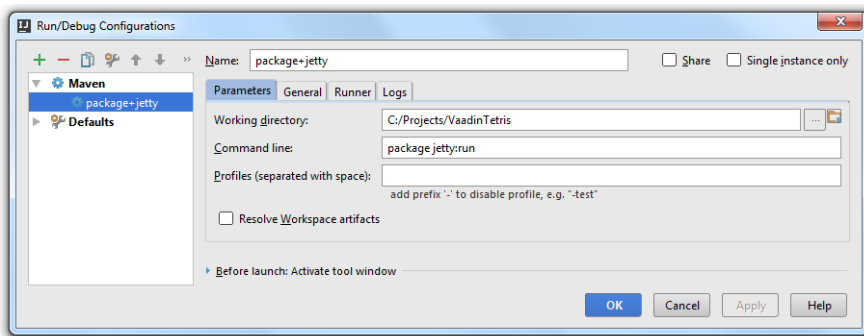 Run/Debug Configurations
Name: package+jetty Share Single instance only
Maven
package+jetty
Defaults
Parameters General Runner Logs
Working directory: C:/Projects/VaadinTetris ...
Command line: package jetty:run
Profiles (separated with space):
add prefix '-' to disable profile, e.g. "-test"
Resolve Workspace artifacts
Before launch: Activate tool window
OK Cancel Apply Help